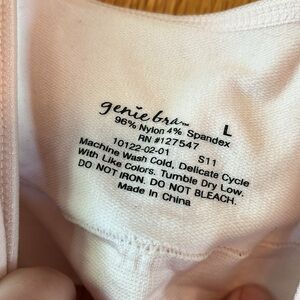 genie bra™
L
96% Nylon 4% Spandex
RN #127547
10122-02-01 S11
Machine Wash Cold, Delicate Cycle
With Like Colors. Tumble Dry Low.
DO NOT IRON. DO NOT BLEACH.
Made in China